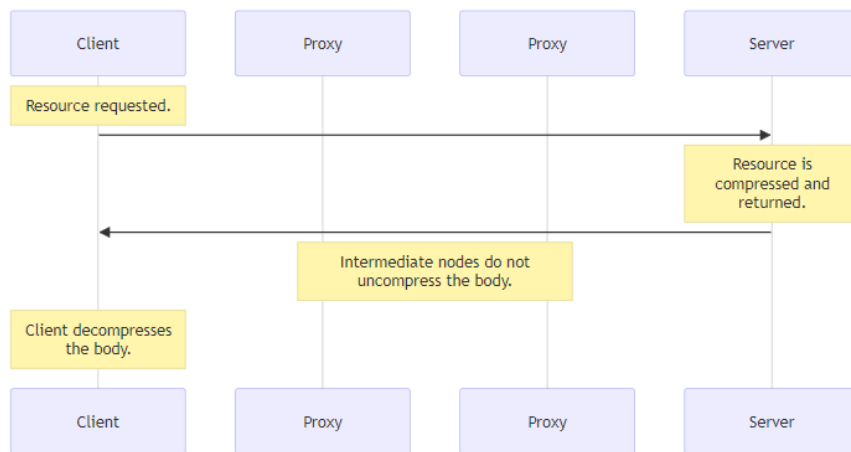 Client
Proxy
Proxy
Server
Resource requested.
Resource is
compressed and
returned.
Intermediate nodes do not
uncompress the body.
Client decompresses
the body.
Client
Proxy
Proxy
Server